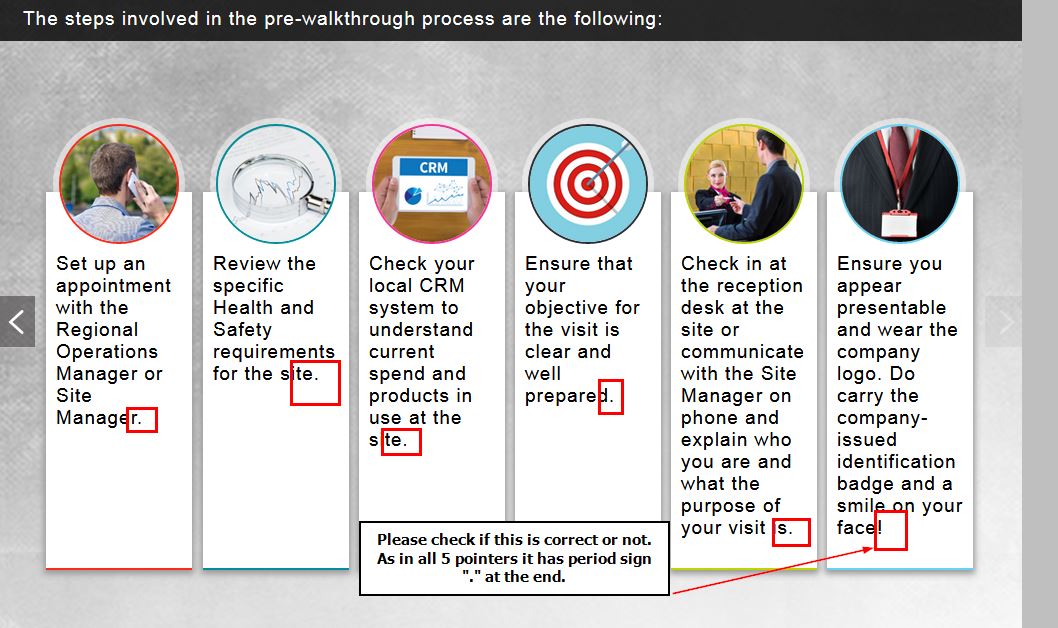 The steps involved in the pre-walkthrough process are the following:
CRM
Set up an
appointment
with the
Regional
Operations
Manager or
Site
Manager.
Review the
specific
Health and
Safety
requirements
for the site.
Check your
local CRM
system to
understand
current
spend and
products in
use at the
site.
Ensure that
your
objective for
the visit is
clear and
well
prepared.
Check in at
the reception
desk at the
site or
communicate
with the Site
Manager on
phone and
explain who
you are and
what the
purpose of
your visit is.
Ensure you
appear
presentable
and wear the
company
logo. Do
carry the
company-
issued
identification
badge and a
smile on your
face!
Please check if this is correct or not.
As in all 5 pointers it has period sign
"." at the end.